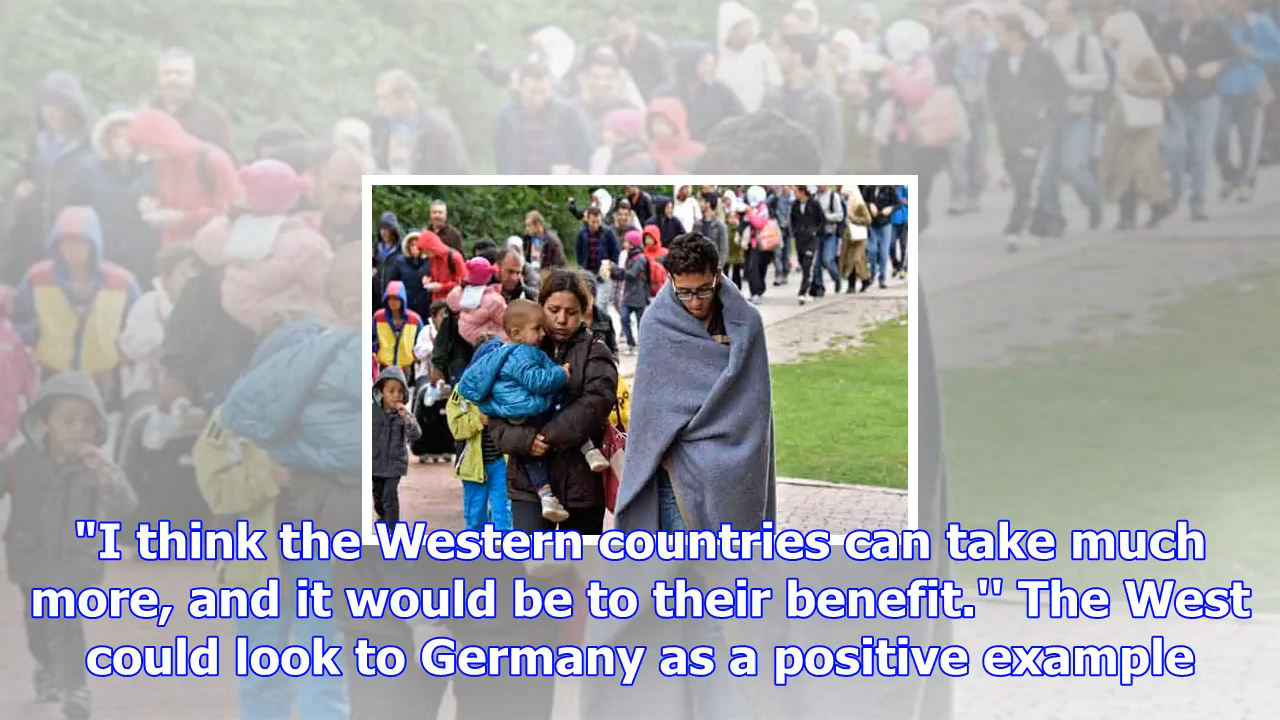 "I think the Western countries can take much
more, and it would be to their benefit.'' The West
could look to Germany as a positive example